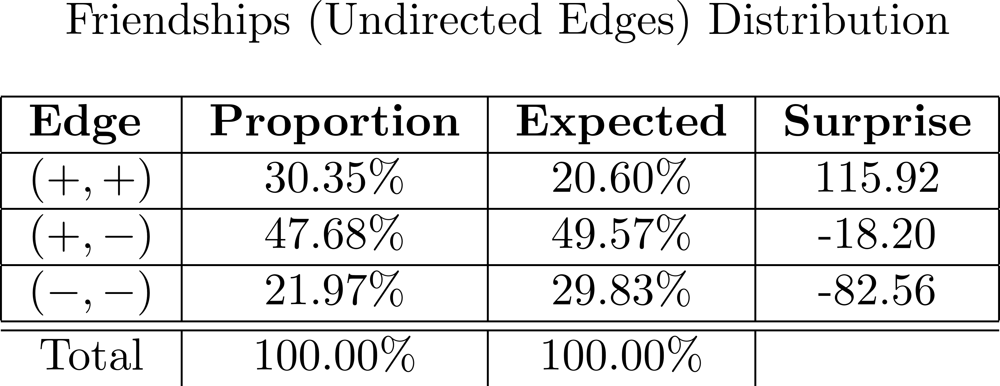 Friendships (Undirected Edges) Distribution
Edge Proportion Expected Surprise
(+, +) 30.35% 20.60% 115.92
(+, −) 47.68% 49.57% -18.20
(−, −) 21.97% 29.83% -82.56
Total 100.00% 100.00%